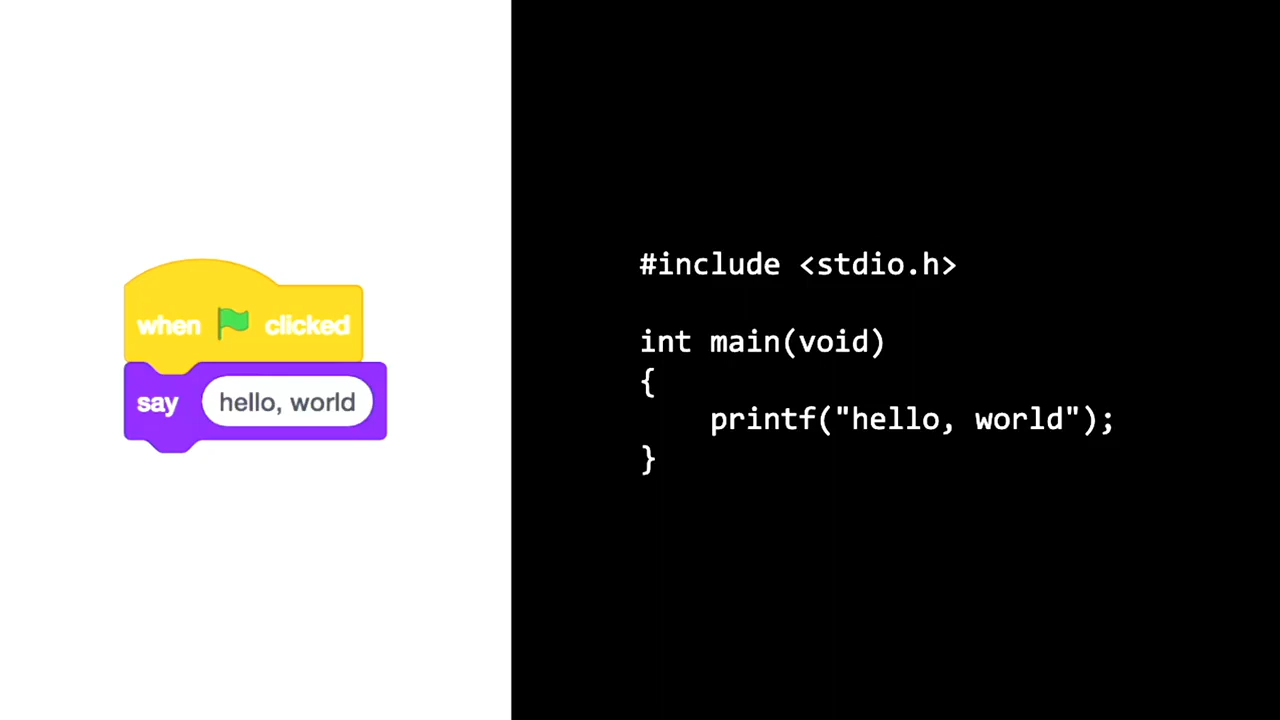 when clicked
say hello, world
#include <stdio.h>
int main(void)
{
    printf("hello, world");
}